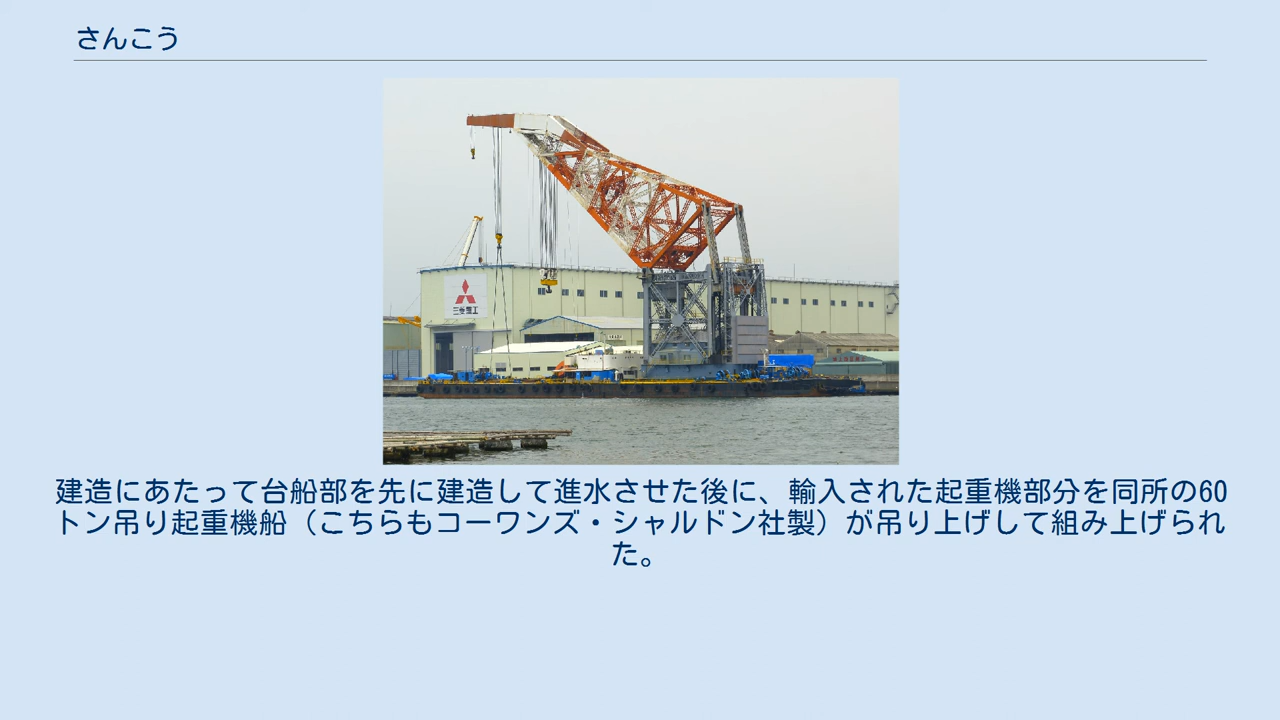 さんこう
三菱重工
建造にあたって台船部を先に建造して進水させた後に、輸入された起重機部分を同所の60
トン吊り起重機船（こちらもコーワンズ・シャルドン社製）が吊り上げして組み上げられ
た。